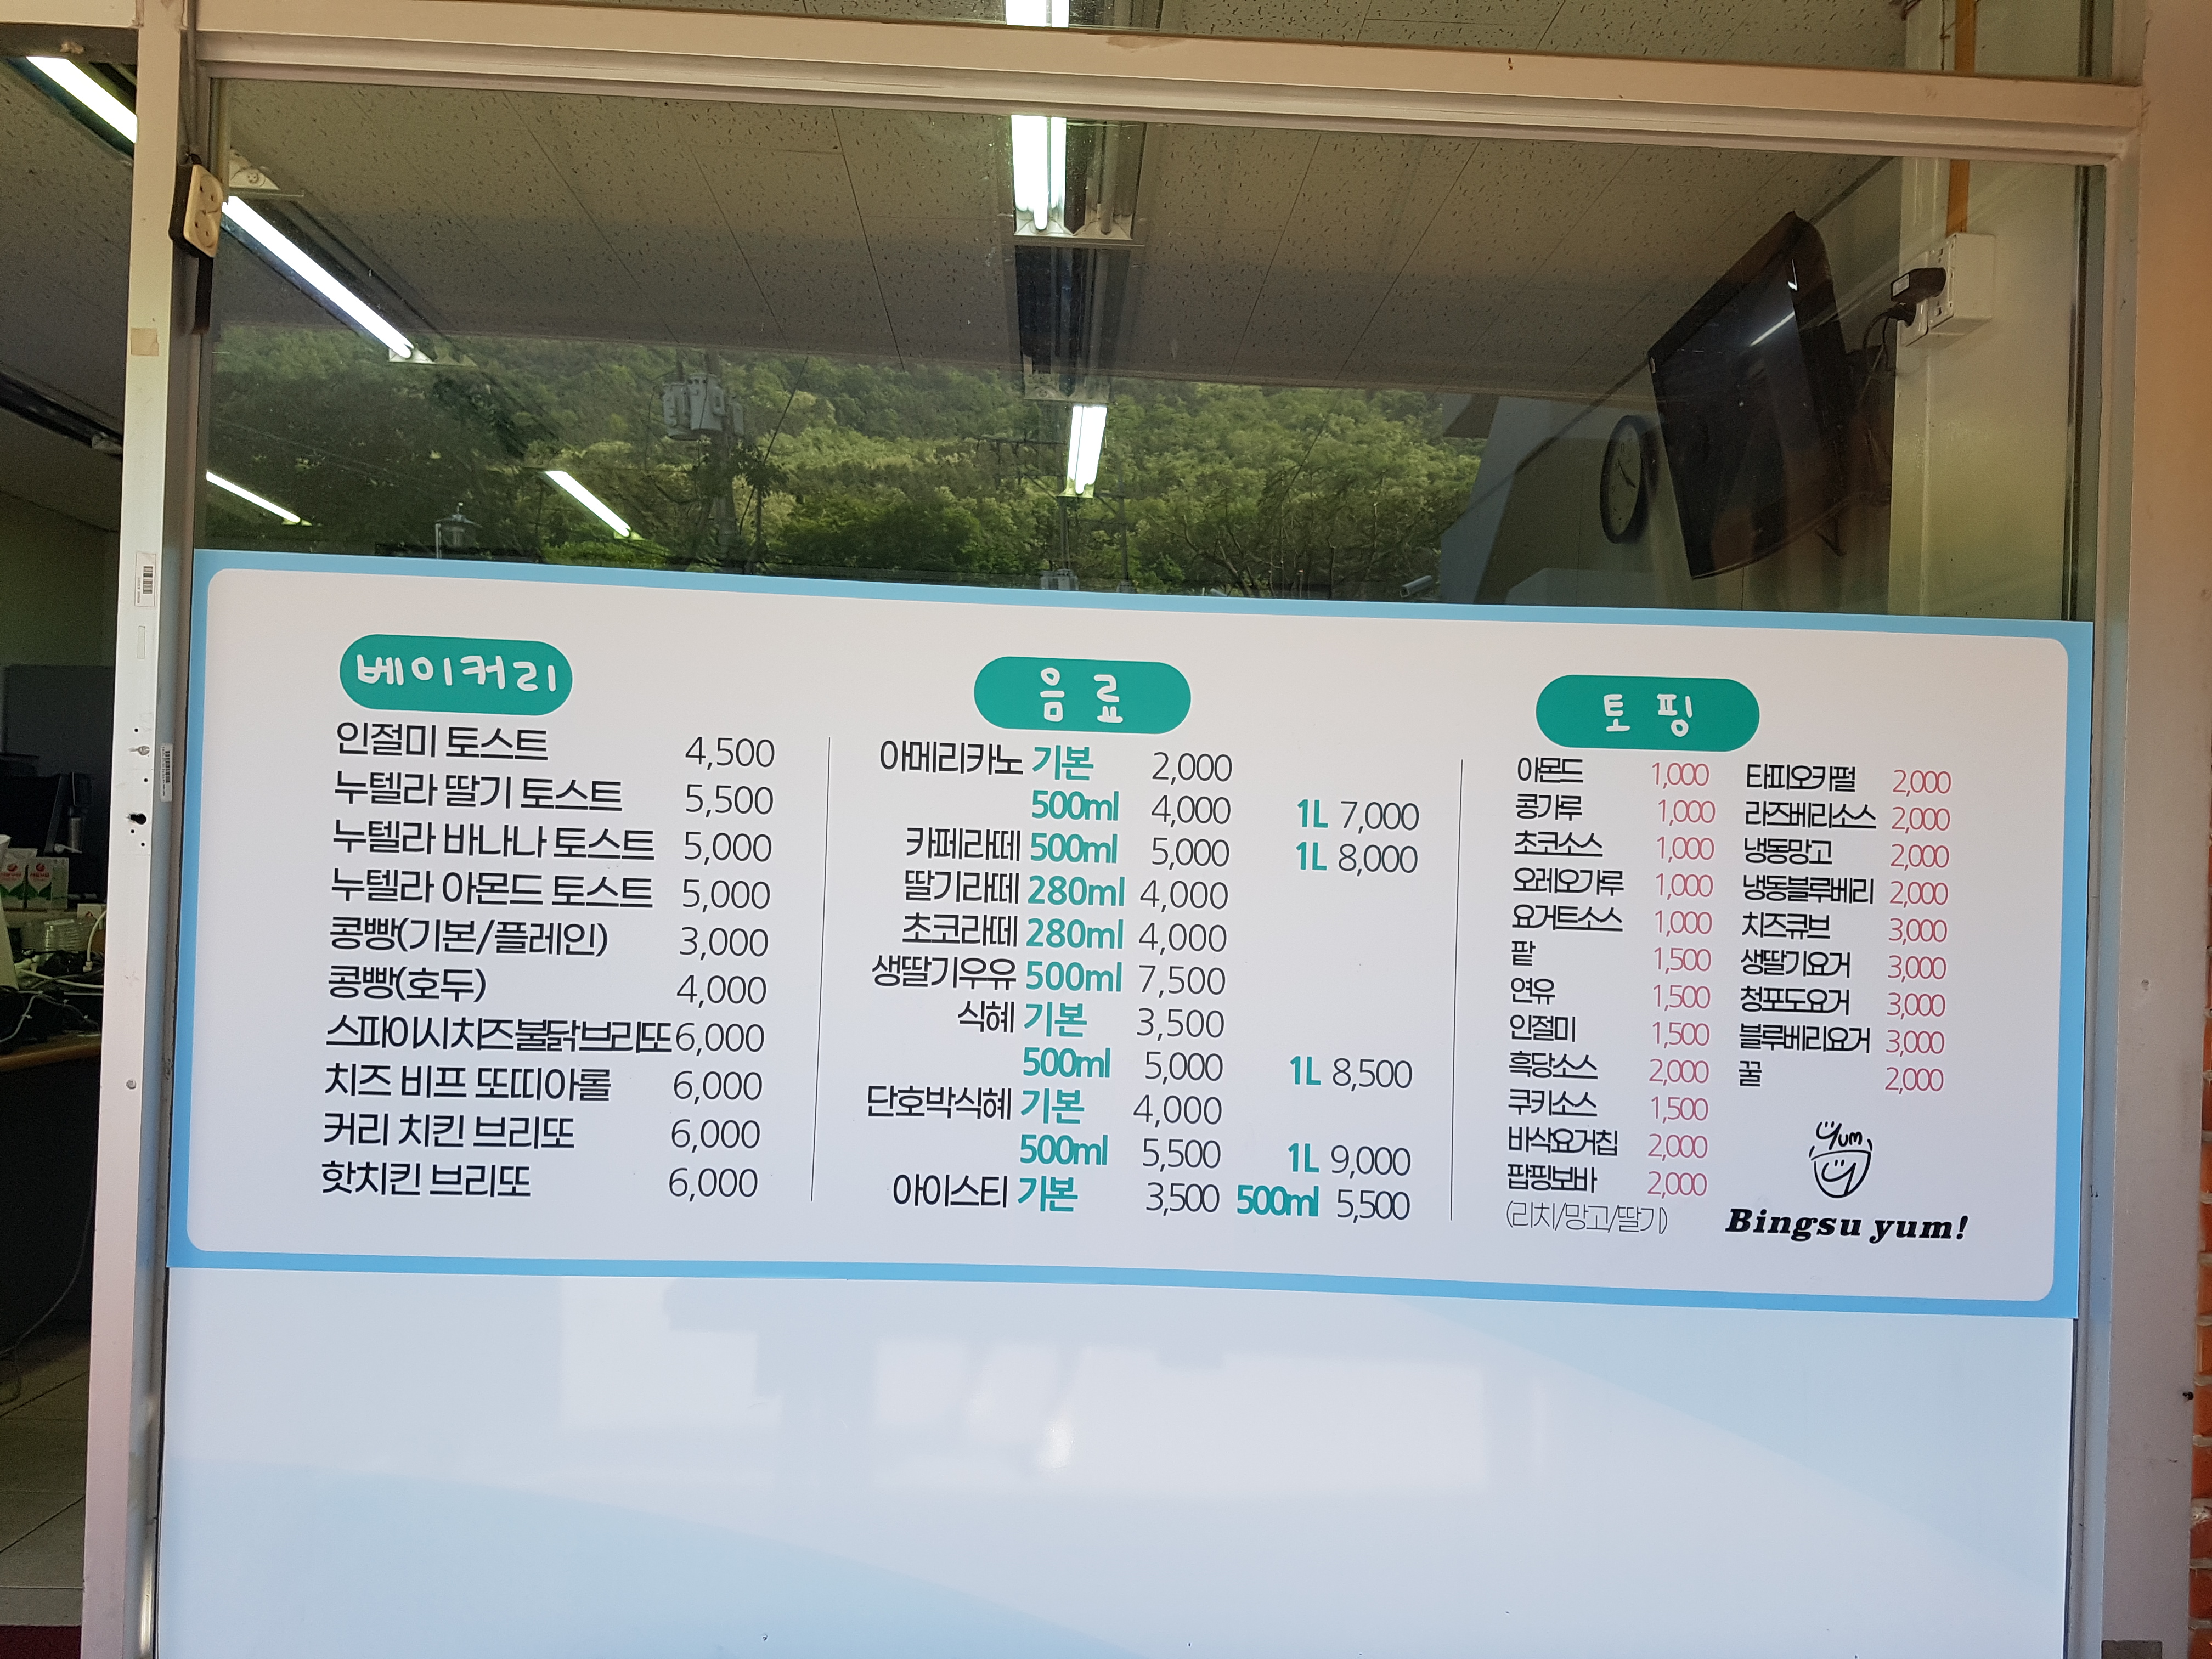 베이커리
인절미 토스트 4,500
누텔라 딸기 토스트 5,500
누텔라 바나나 토스트 5,000
누텔라 아몬드 토스트 5,000
콩빵(기본/플레인) 3,000
콩빵(호두) 4,000
스파이시치즈불닭브리또 6,000
치즈 비프 또띠아롤 6,000
커리 치킨 브리또 6,000
핫치킨 브리또 6,000
음료
아메리카노 기본 2,000
500ml 4,000 1L 7,000
카페라떼 500ml 5,000 1L 8,000
딸기라떼 280ml 4,000
초코라떼 280ml 4,000
생딸기우유 500ml 7,500
식혜 기본 3,500
500ml 5,000 1L 8,500
단호박식혜 기본 4,000
500ml 5,500 1L 9,000
아이스티 기본 3,500 500ml 5,500
토핑
아몬드 1,000
콩가루 1,000
초코소스 1,000
오레오가루 1,000
요거트소스 1,000
팥 1,500
연유 1,500
인절미 1,500
흑당소스 2,000
쿠키소스 1,500
바삭요거칩 2,000
팝핑보바 2,000
(리치/망고/딸기)
타피오카펄 2,000
라즈베리소스 2,000
냉동망고 2,000
냉동블루베리 2,000
치즈큐브 3,000
생딸기요거 3,000
청포도요거 3,000
블루베리요거 3,000
꿀 2,000
Yum
Bingsu yum!